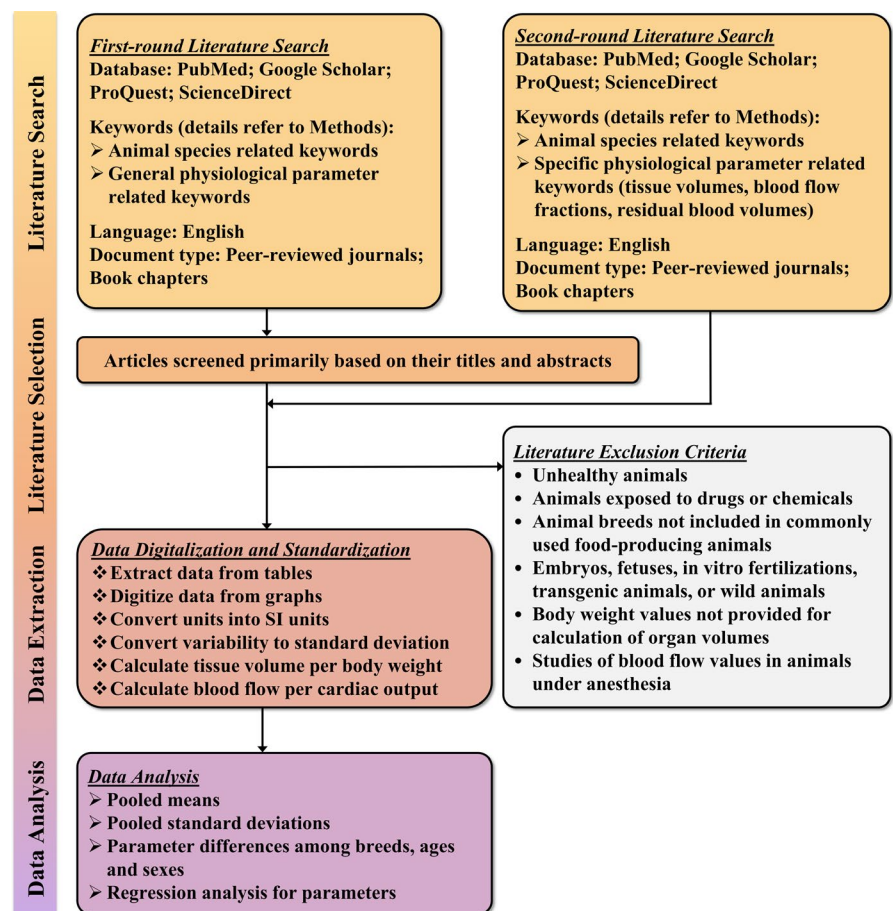 Literature Search
Literature Selection
Data Extraction
Data Analysis
First-round Literature Search
Database: PubMed; Google Scholar;
ProQuest; ScienceDirect
Keywords (details refer to Methods):
➢ Animal species related keywords
➢ General physiological parameter
related keywords
Language: English
Document type: Peer-reviewed journals;
Book chapters
Second-round Literature Search
Database: PubMed; Google Scholar;
ProQuest; ScienceDirect
Keywords (details refer to Methods):
➢ Animal species related keywords
➢ Specific physiological parameter related
keywords (tissue volumes, blood flow
fractions, residual blood volumes)
Language: English
Document type: Peer-reviewed journals;
Book chapters
Articles screened primarily based on their titles and abstracts
Literature Exclusion Criteria
• Unhealthy animals
• Animals exposed to drugs or chemicals
• Animal breeds not included in commonly
used food-producing animals
• Embryos, fetuses, in vitro fertilizations,
transgenic animals, or wild animals
• Body weight values not provided for
calculation of organ volumes
• Studies of blood flow values in animals
under anesthesia
Data Digitalization and Standardization
❖ Extract data from tables
❖ Digitize data from graphs
❖ Convert units into SI units
❖ Convert variability to standard deviation
❖ Calculate tissue volume per body weight
❖ Calculate blood flow per cardiac output
Data Analysis
➢ Pooled means
➢ Pooled standard deviations
➢ Parameter differences among breeds, ages
and sexes
➢ Regression analysis for parameters